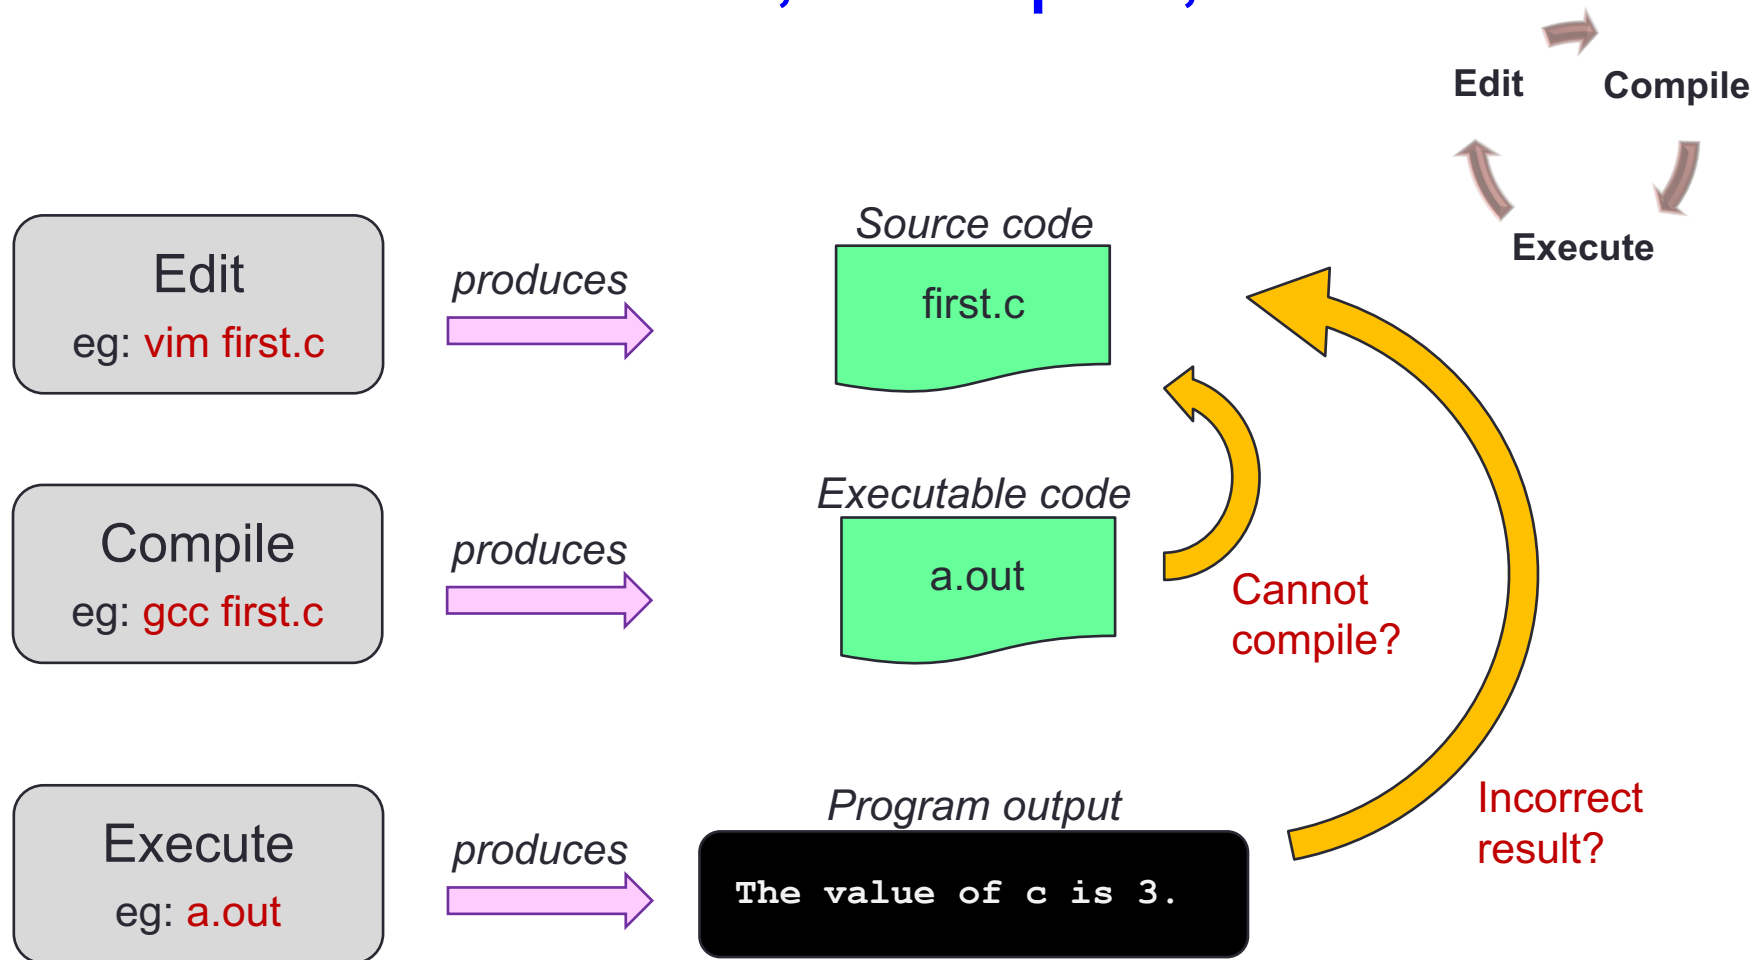 Edit
Compile
Execute
Edit
eg: vim first.c
produces
Source code
first.c
Compile
eg: gcc first.c
produces
Executable code
a.out
Cannot
compile?
Execute
eg: a.out
produces
Program output
The value of c is 3.
Incorrect
result?